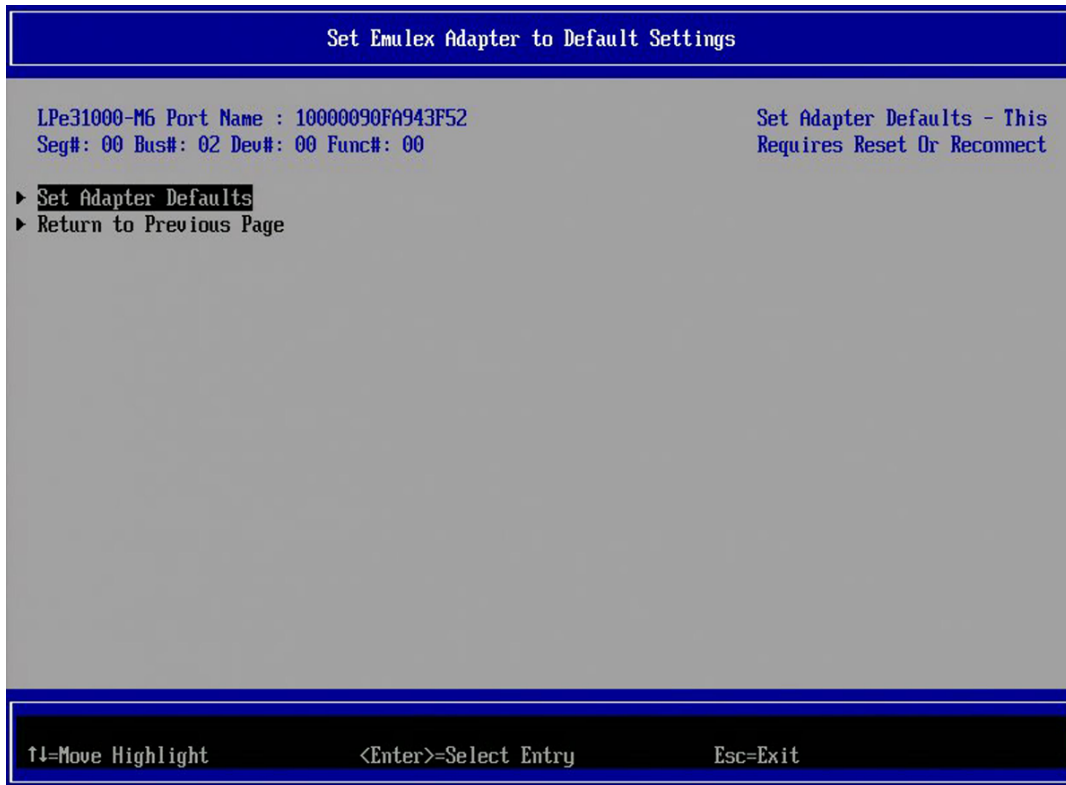 Set Emulex Adapter to Default Settings
LPe31000-M6 Port Name : 10000090FA943F52
Seg#: 00 Bus#: 02 Dev#: 00 Func#: 00
Set Adapter Defaults - This
Requires Reset Or Reconnect
Set Adapter Defaults
Return to Previous Page
↑↓=Move Highlight <Enter>=Select Entry Esc=Exit